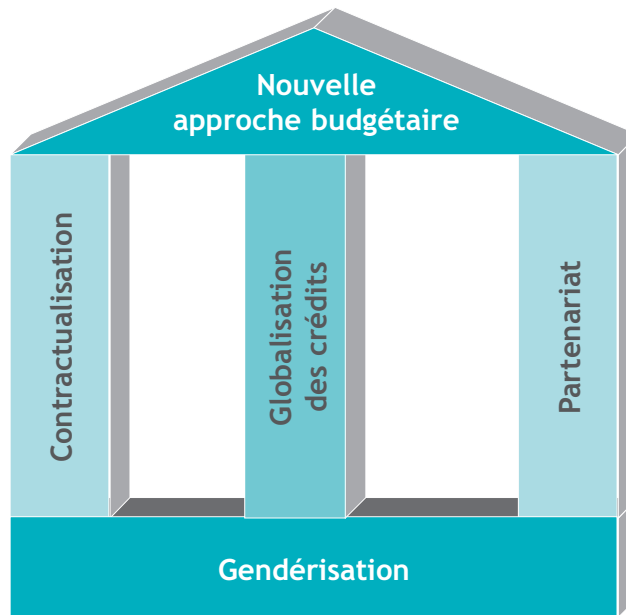 Nouvelle
approche budgétaire
Contractualisation
Globalisation
des crédits
Partenariat
Gendérisation